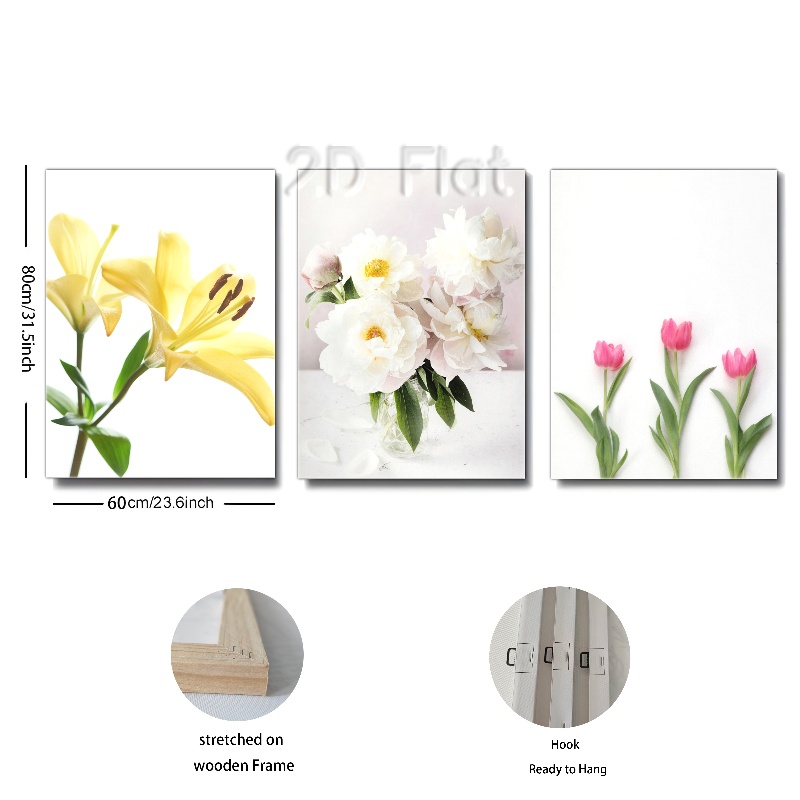 2D Flat
80cm/31.5inch
60cm/23.6inch
stretched on
wooden Frame
Hook
Ready to Hang